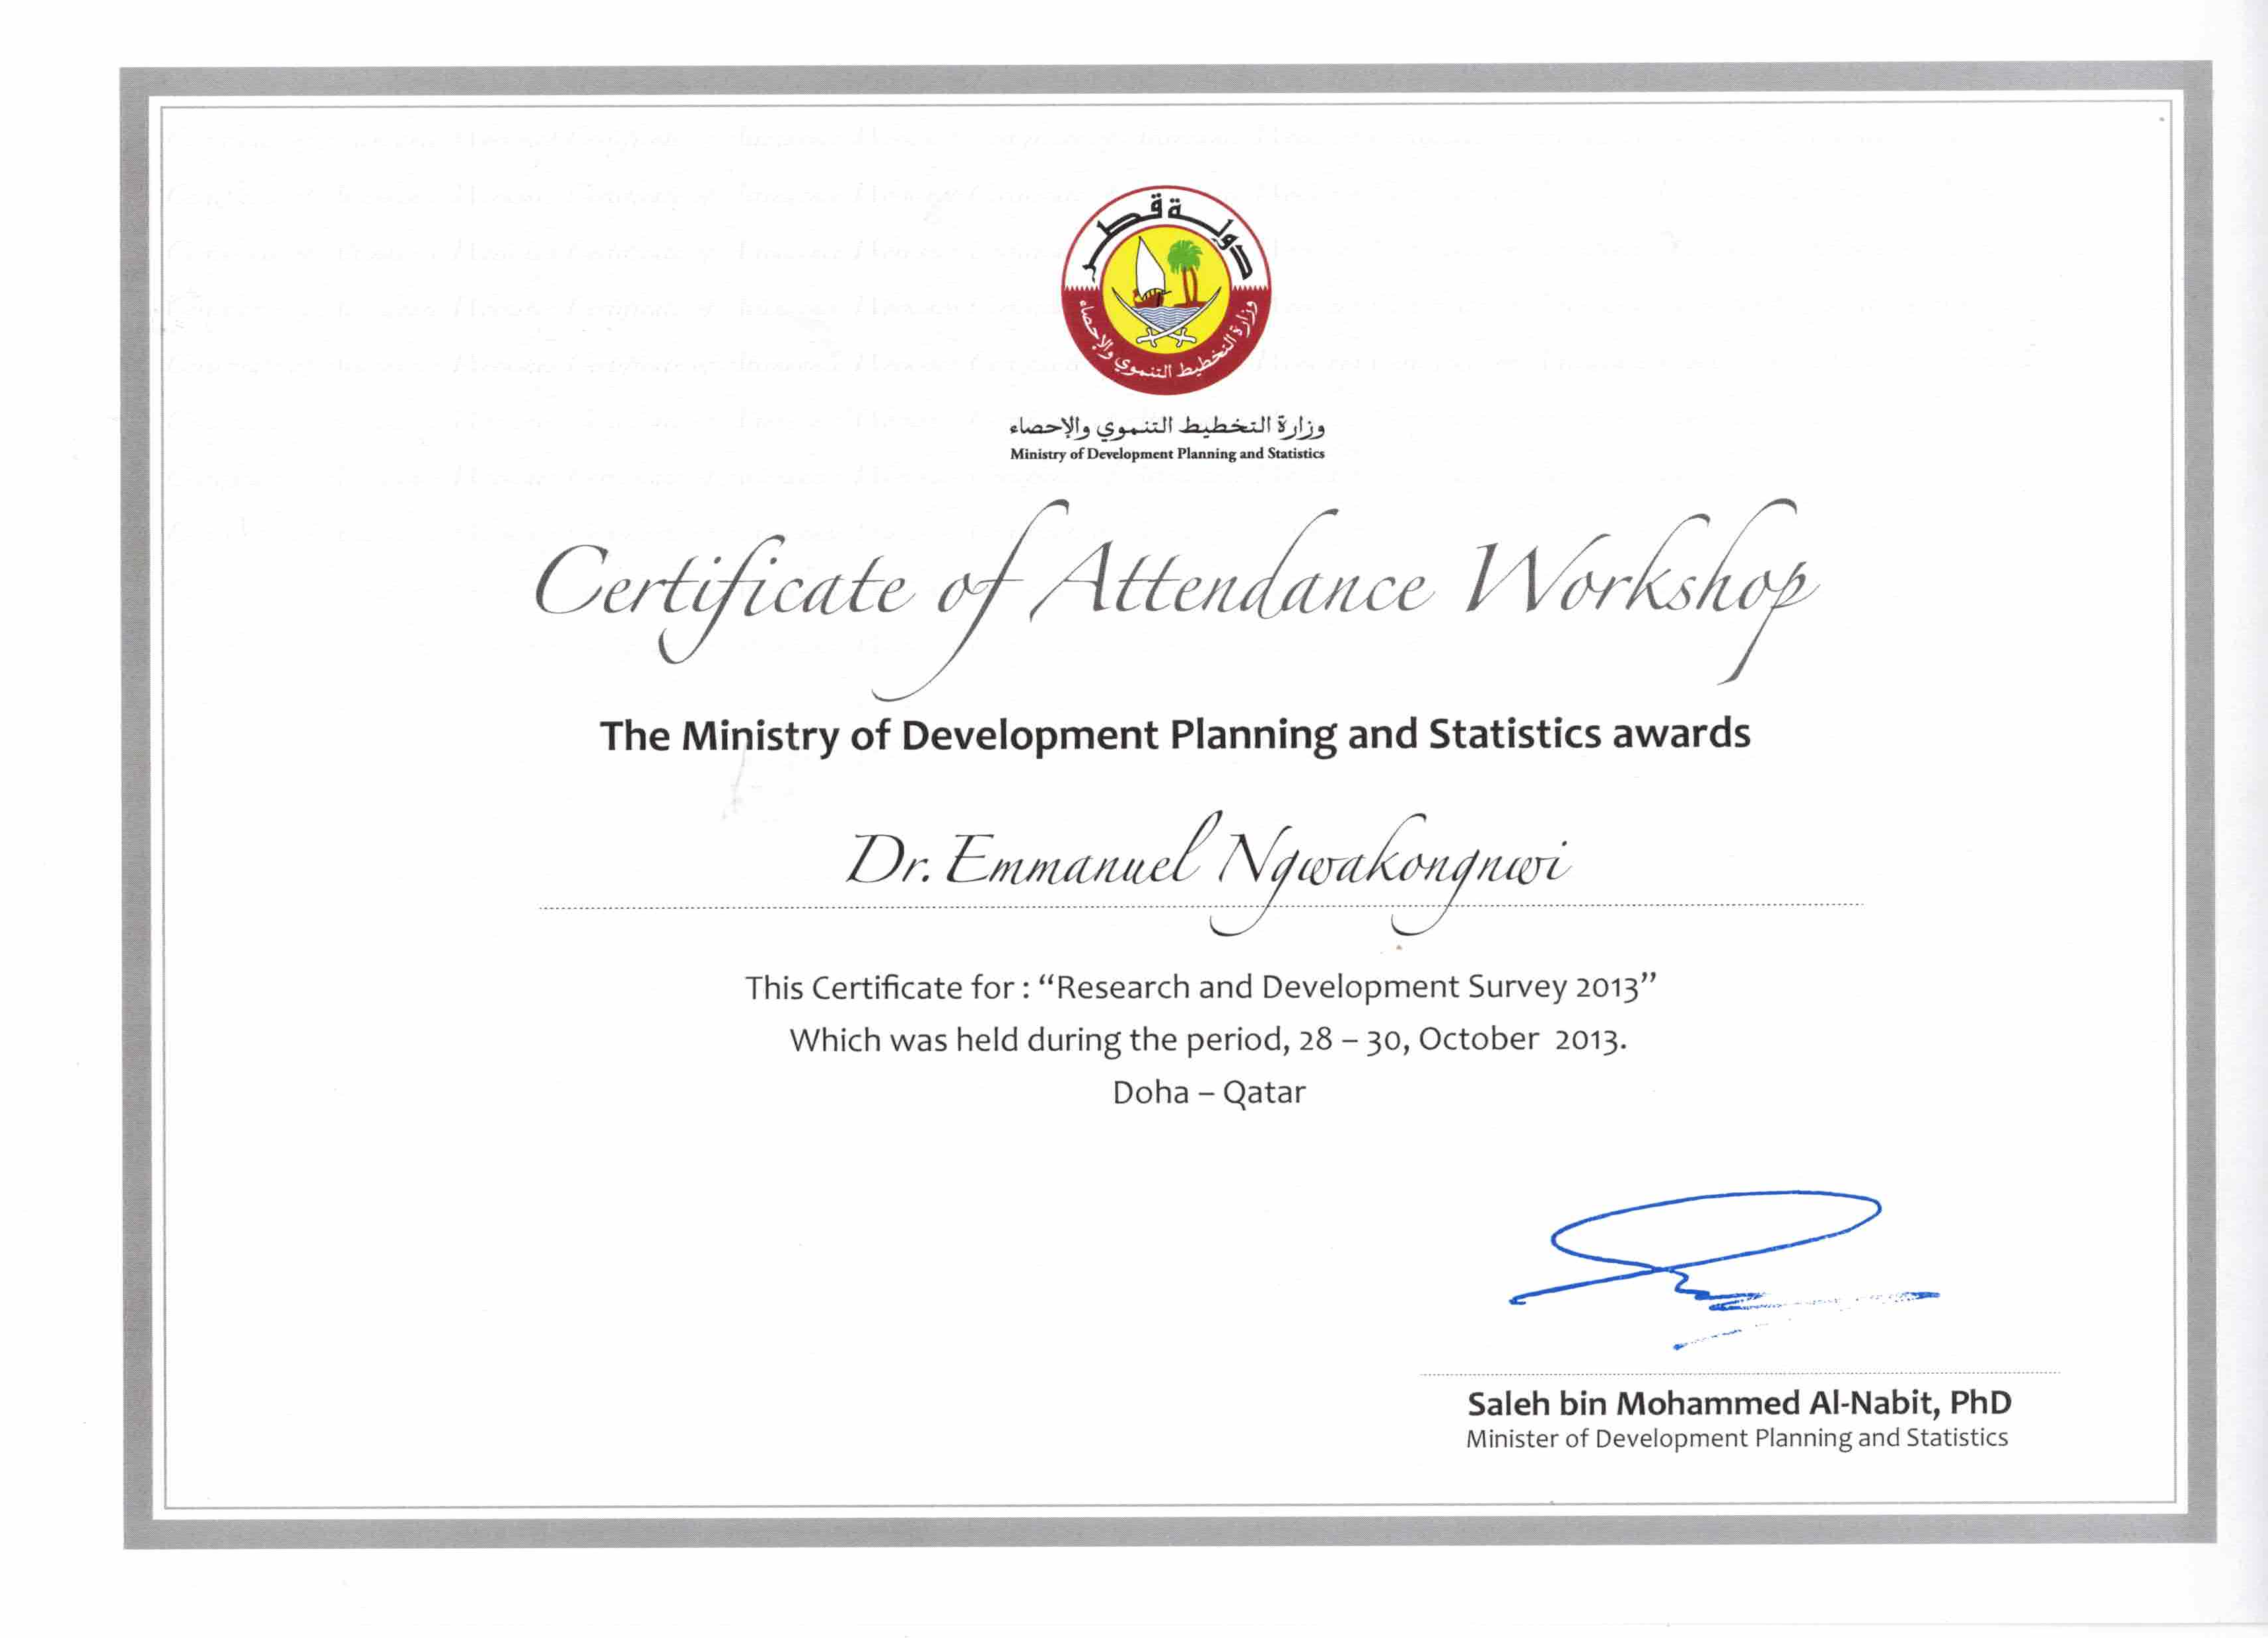 دولة قطر
وزارة التخطيط التنموي والإحصاء
وزارة التخطيط التنموي والإحصاء
Ministry of Development Planning and Statistics
Certificate of Attendance Workshop
The Ministry of Development Planning and Statistics awards
Dr. Emmanuel Ngwakongnwi
This Certificate for : “Research and Development Survey 2013”
Which was held during the period, 28 – 30, October 2013.
Doha – Qatar
Saleh bin Mohammed Al-Nabit, PhD
Minister of Development Planning and Statistics